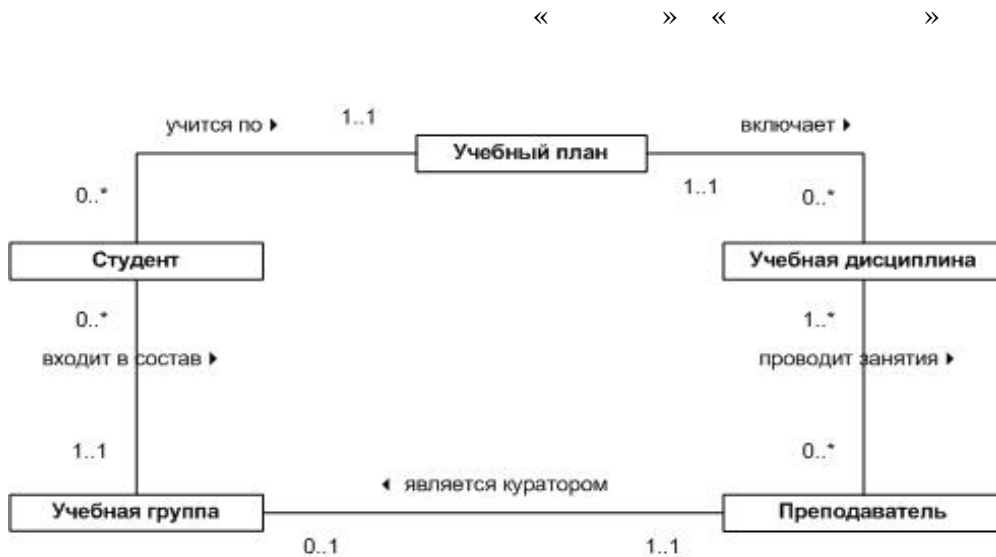 « » « »
учится по ▶ 1..1 включает ▶
Учебный план
0..* 1..1 0..*
Студент Учебная дисциплина
0..* 1..*
входит в состав ▶ проводит занятия ▶
1..1 0..*
◀ является куратором
Учебная группа Преподаватель
0..1 1..1